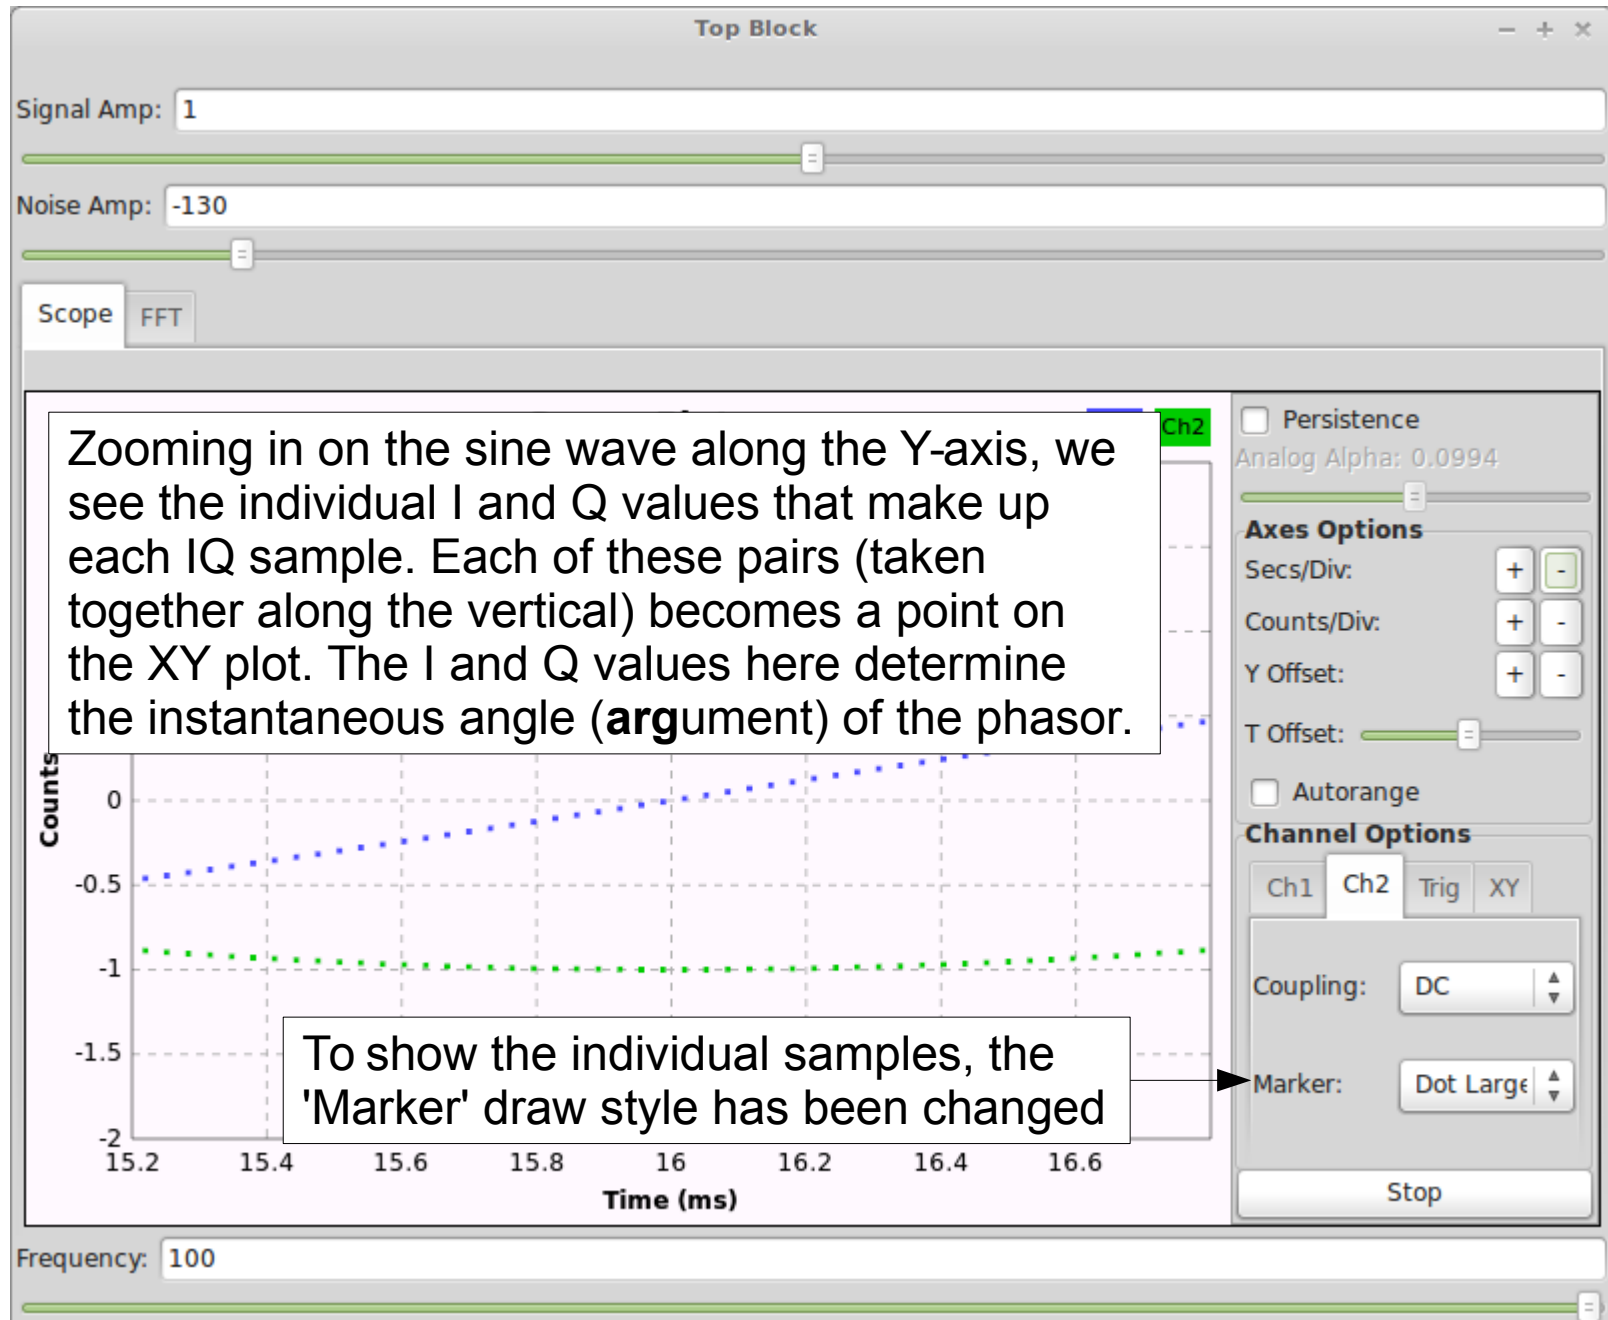 Top Block
Signal Amp: 1
Noise Amp: -130
Scope FFT
Ch2
Zooming in on the sine wave along the Y-axis, we
see the individual I and Q values that make up
each IQ sample. Each of these pairs (taken
together along the vertical) becomes a point on
the XY plot. The I and Q values here determine
the instantaneous angle (argument) of the phasor.
Counts
0
-0.5
-1
-1.5
-2
To show the individual samples, the
'Marker' draw style has been changed
15.2 15.4 15.6 15.8 16 16.2 16.4 16.6
Time (ms)
Persistence
Analog Alpha: 0.0994
Axes Options
Secs/Div: + -
Counts/Div: + -
Y Offset: + -
T Offset:
Autorange
Channel Options
Ch1 Ch2 Trig XY
Coupling: DC
Marker: Dot Large
Stop
Frequency: 100